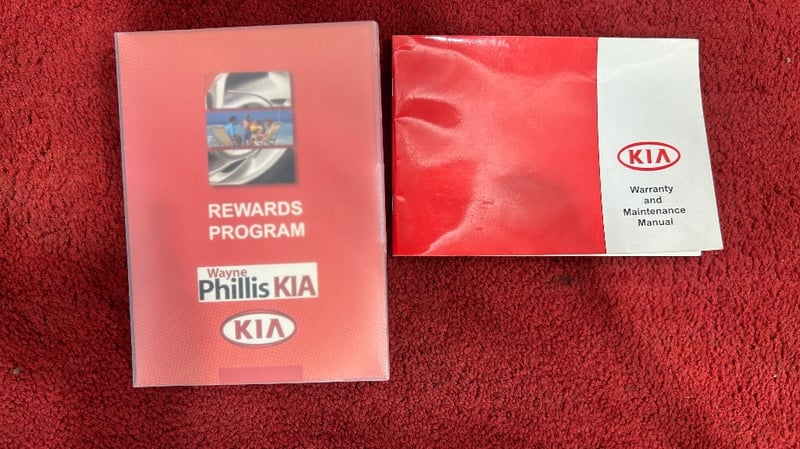 REWARDS
PROGRAM
Wayne
Phillis KIA
KIA
KIA
Warranty
and
Maintenance
Manual